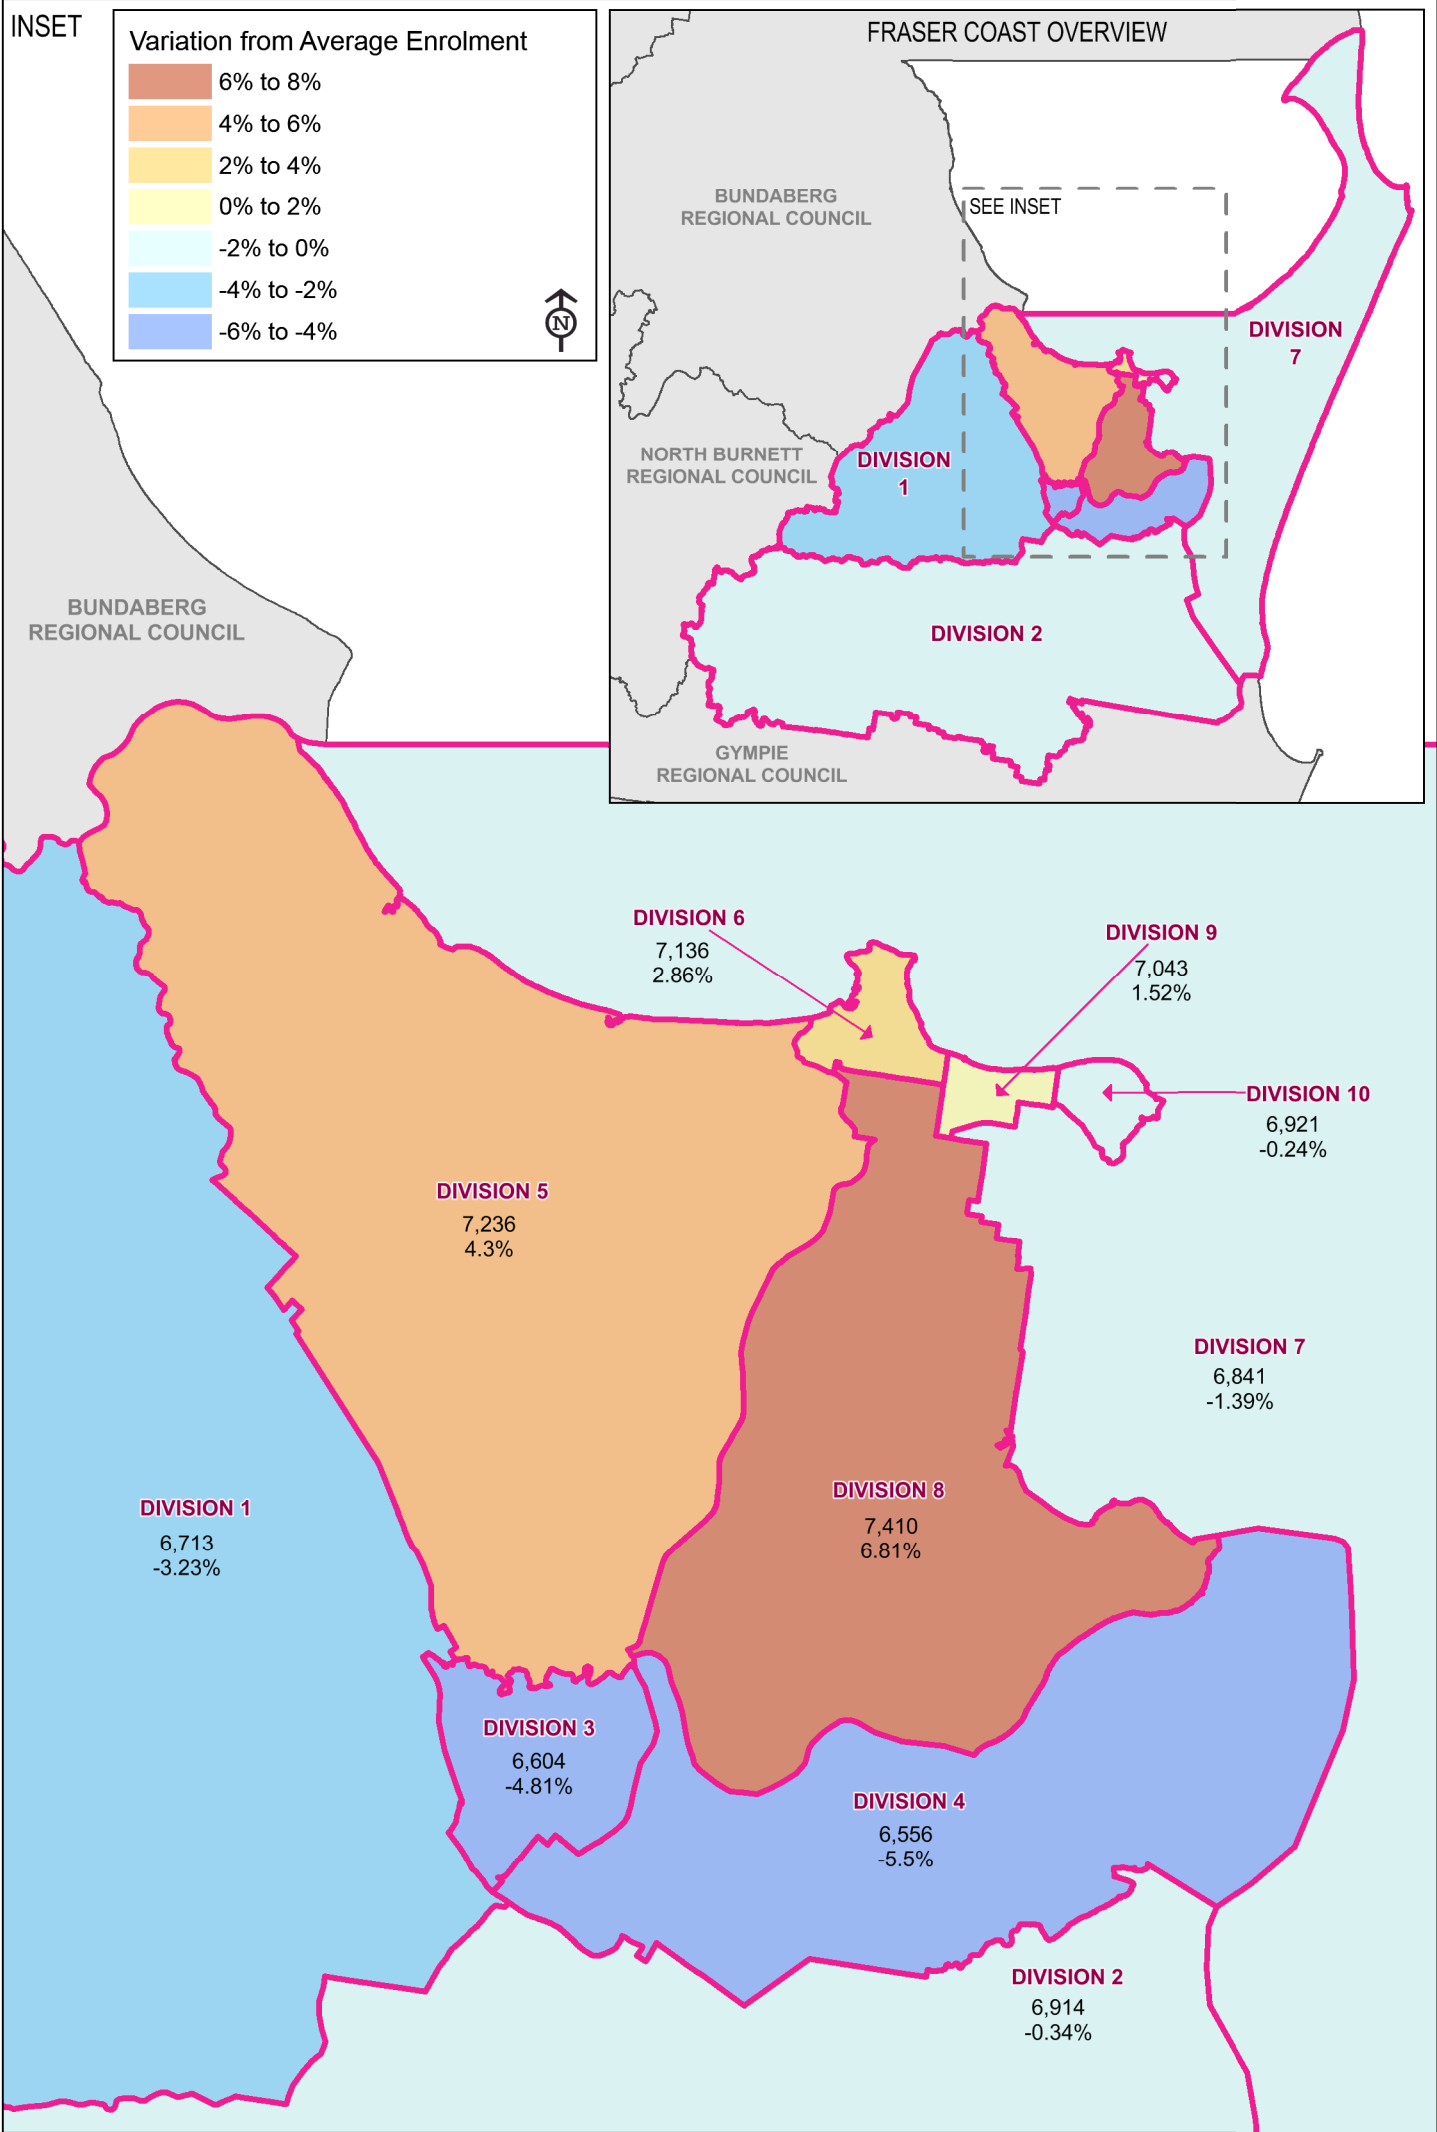 INSET
Variation from Average Enrolment
6% to 8%
4% to 6%
2% to 4%
0% to 2%
-2% to 0%
-4% to -2%
-6% to -4%
N
FRASER COAST OVERVIEW
BUNDABERG
REGIONAL COUNCIL
SEE INSET
DIVISION
7
NORTH BURNETT
REGIONAL COUNCIL
DIVISION
1
DIVISION 2
GYMPIE
REGIONAL COUNCIL
BUNDABERG
REGIONAL COUNCIL
DIVISION 6
7,136
2.86%
DIVISION 9
7,043
1.52%
DIVISION 10
6,921
-0.24%
DIVISION 5
7,236
4.3%
DIVISION 7
6,841
-1.39%
DIVISION 8
7,410
6.81%
DIVISION 1
6,713
-3.23%
DIVISION 3
6,604
-4.81%
DIVISION 4
6,556
-5.5%
DIVISION 2
6,914
-0.34%